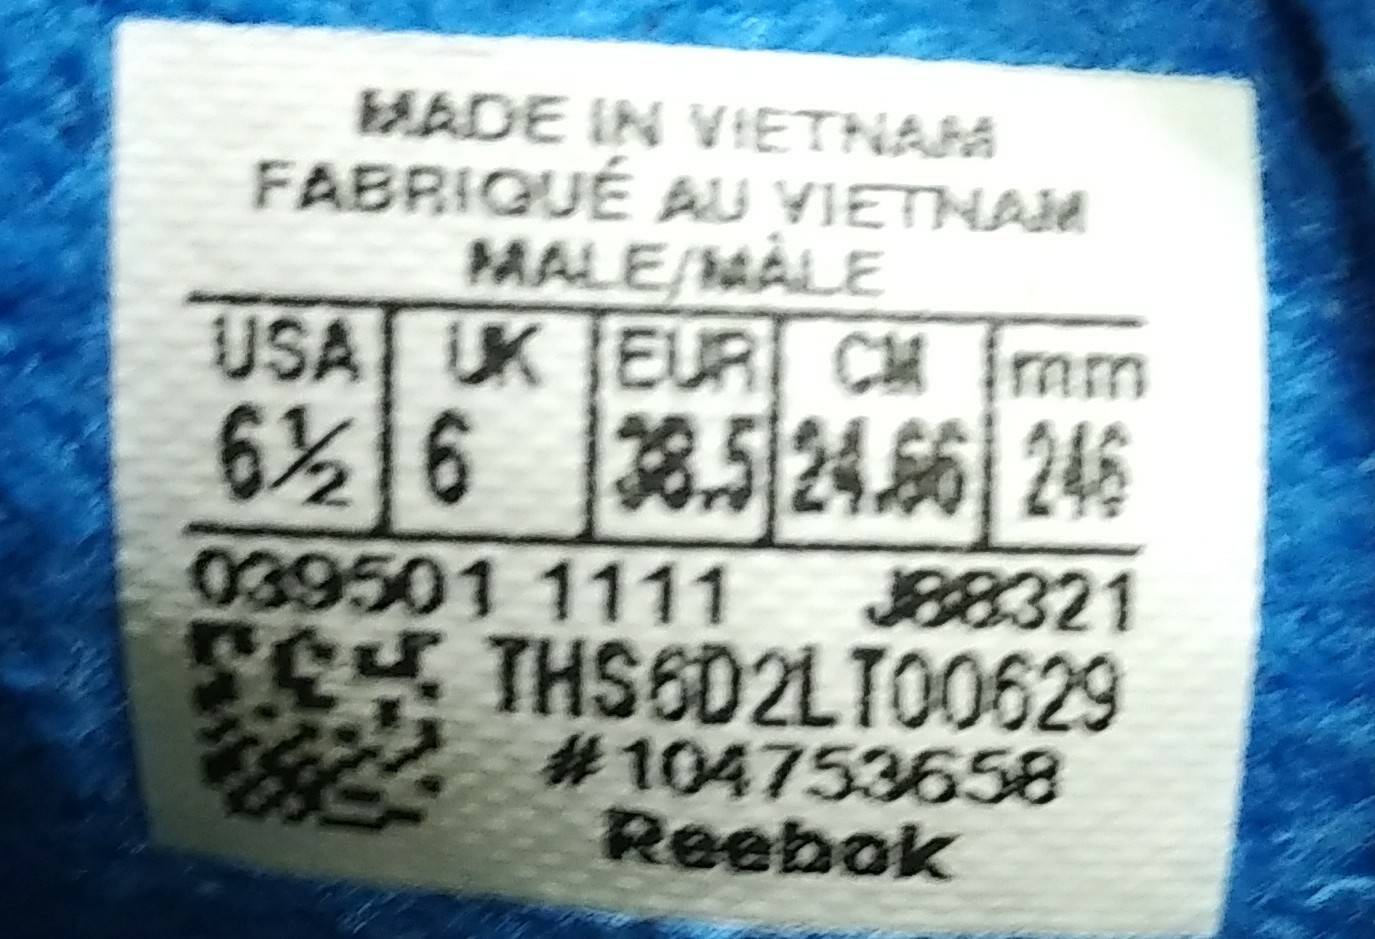 MADE IN VIETNAM
FABRIQUÉ AU VIETNAM
MALE/MÂLE
USA UK EUR CM mm
6½ 6 38.5 24.66 246
039501 1111 J88321
THS6D2LT00629
#104753658
Reebok